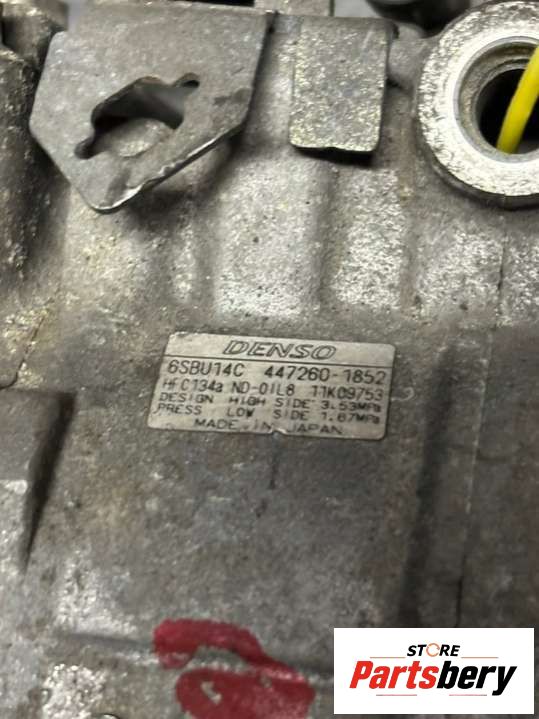 DENSO
6SBU14C 447260-1852
HFC134a ND-OIL8 11K09753
DESIGN HIGH SIDE 3.53MPa
PRESS LOW SIDE 1.67MPa
MADE IN JAPAN
STORE
Partsbery